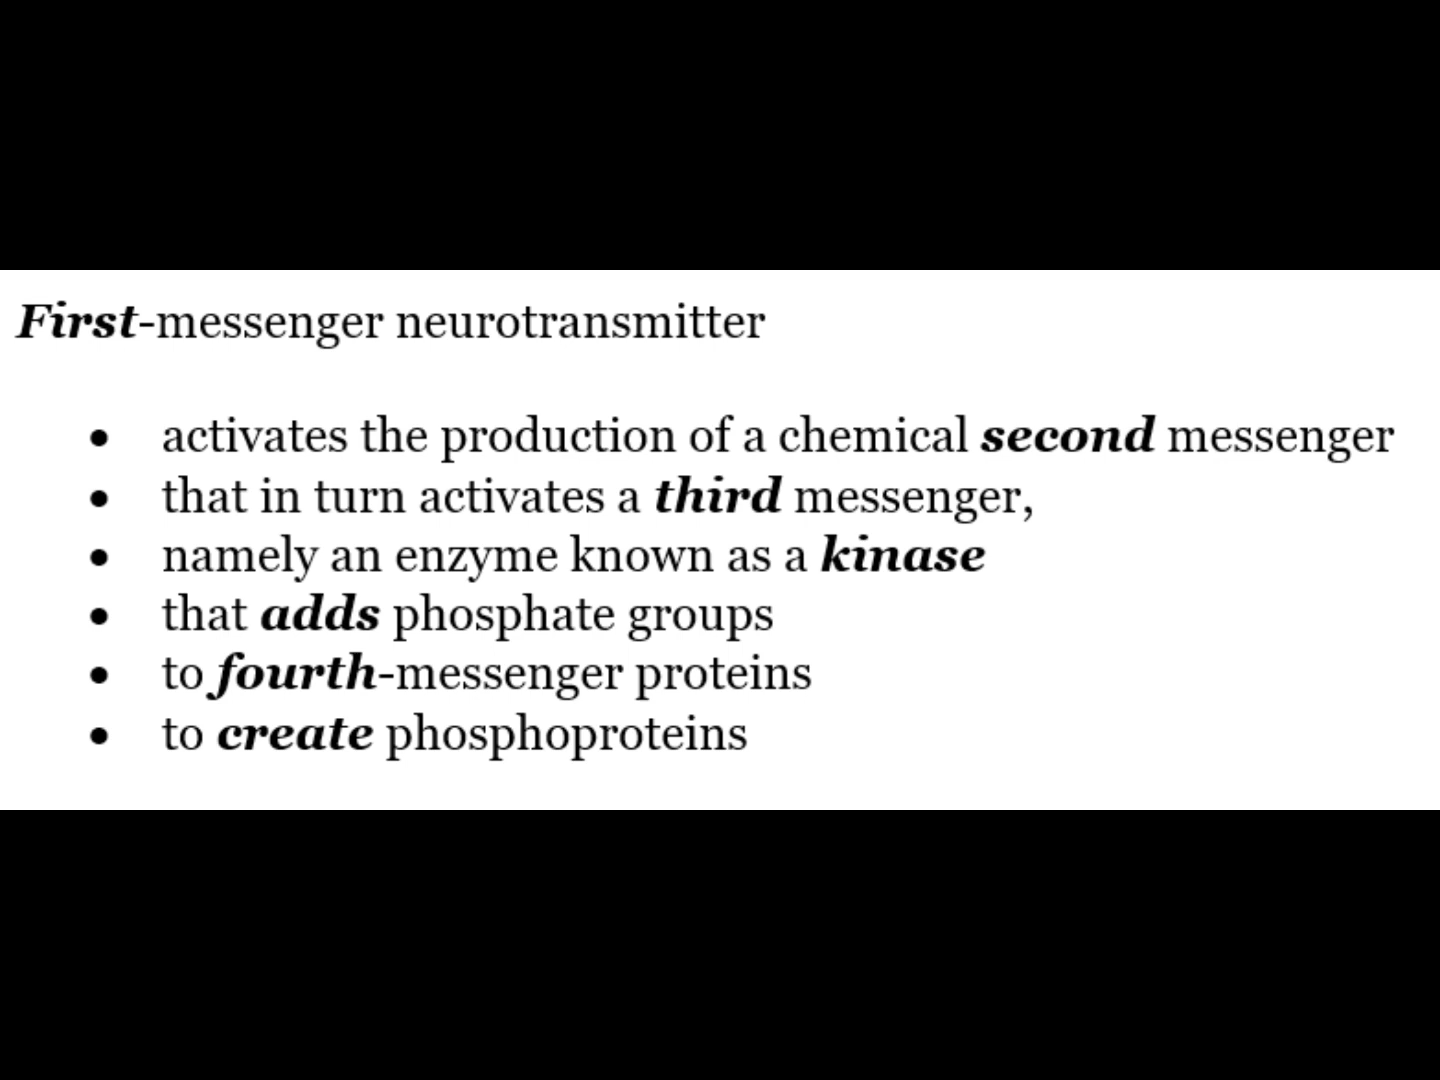 First-messenger neurotransmitter
• activates the production of a chemical second messenger
• that in turn activates a third messenger,
• namely an enzyme known as a kinase
• that adds phosphate groups
• to fourth-messenger proteins
• to create phosphoproteins